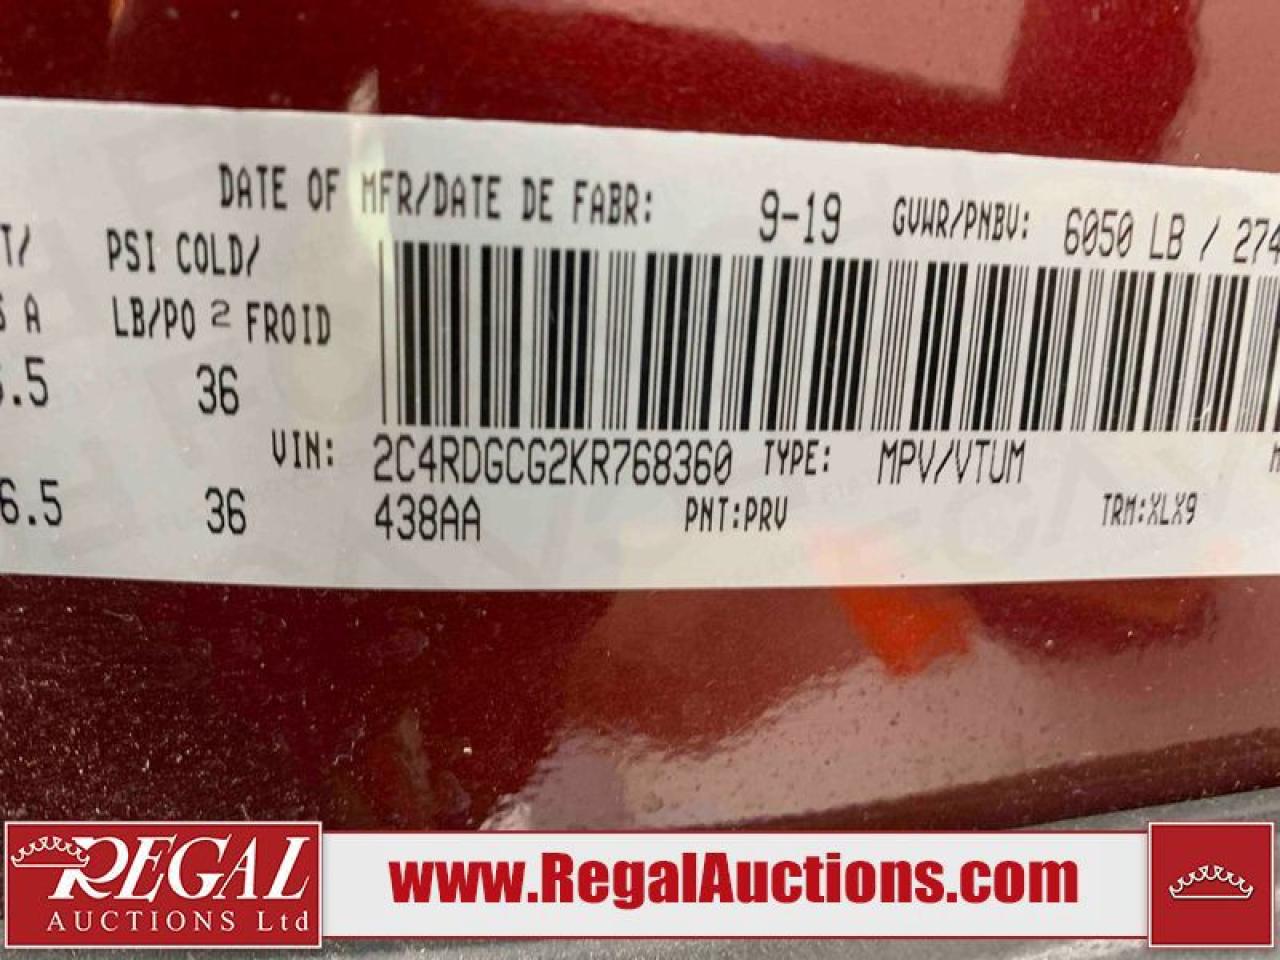 DATE OF MFR/DATE DE FABR: 9-19 GVWR/PNBV: 6050 LB / 274
T/ PSI COLD/
A LB/PO 2 FROID
.5 36
VIN: 2C4RDGCG2KR768360 TYPE: MPV/VTUM
6.5 36 438AA PNT:PRV TRM:XLX9
REGAL
AUCTIONS Ltd
www.RegalAuctions.com